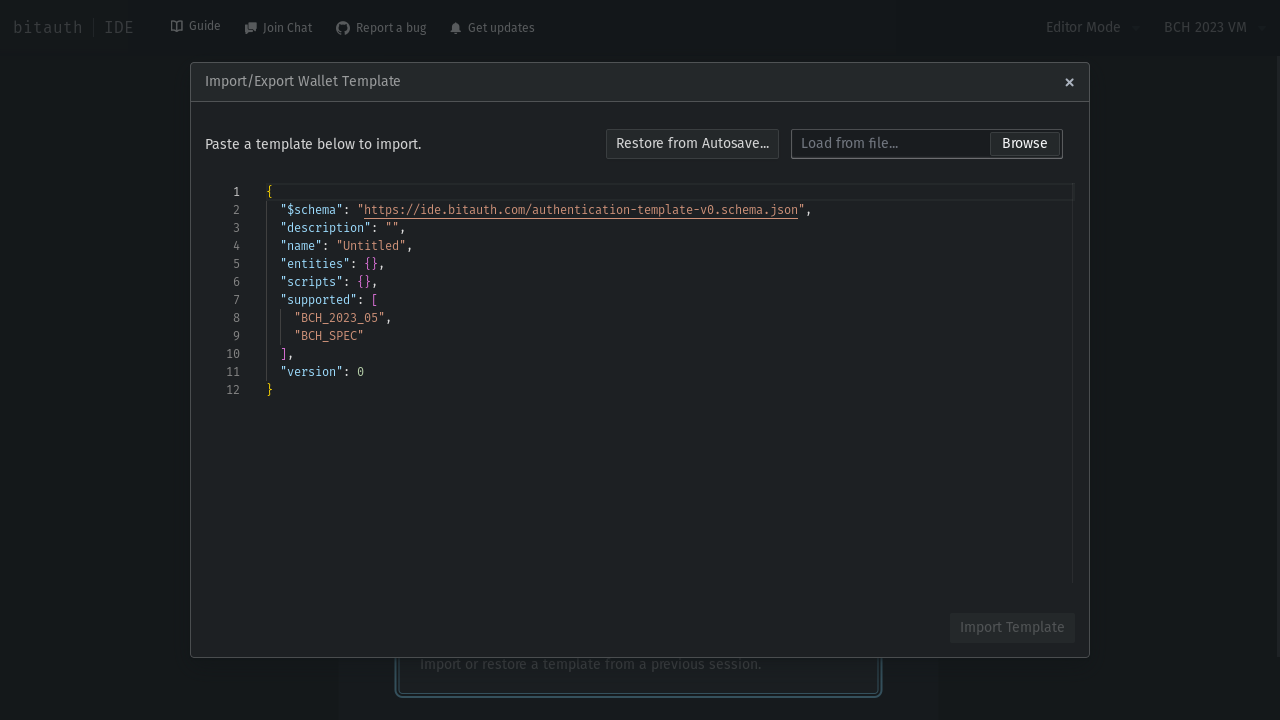 bitauth | IDE Guide Join Chat Report a bug Get updates Editor Mode BCH 2023 VM
Import/Export Wallet Template ×
Paste a template below to import. Restore from Autosave... Load from file... Browse
1 {
2 "$schema": "https://ide.bitauth.com/authentication-template-v0.schema.json",
3 "description": "",
4 "name": "Untitled",
5 "entities": {},
6 "scripts": {},
7 "supported": [
8 "BCH_2023_05",
9 "BCH_SPEC"
10 ],
11 "version": 0
12 }
Import Template
Import or restore a template from a previous session.